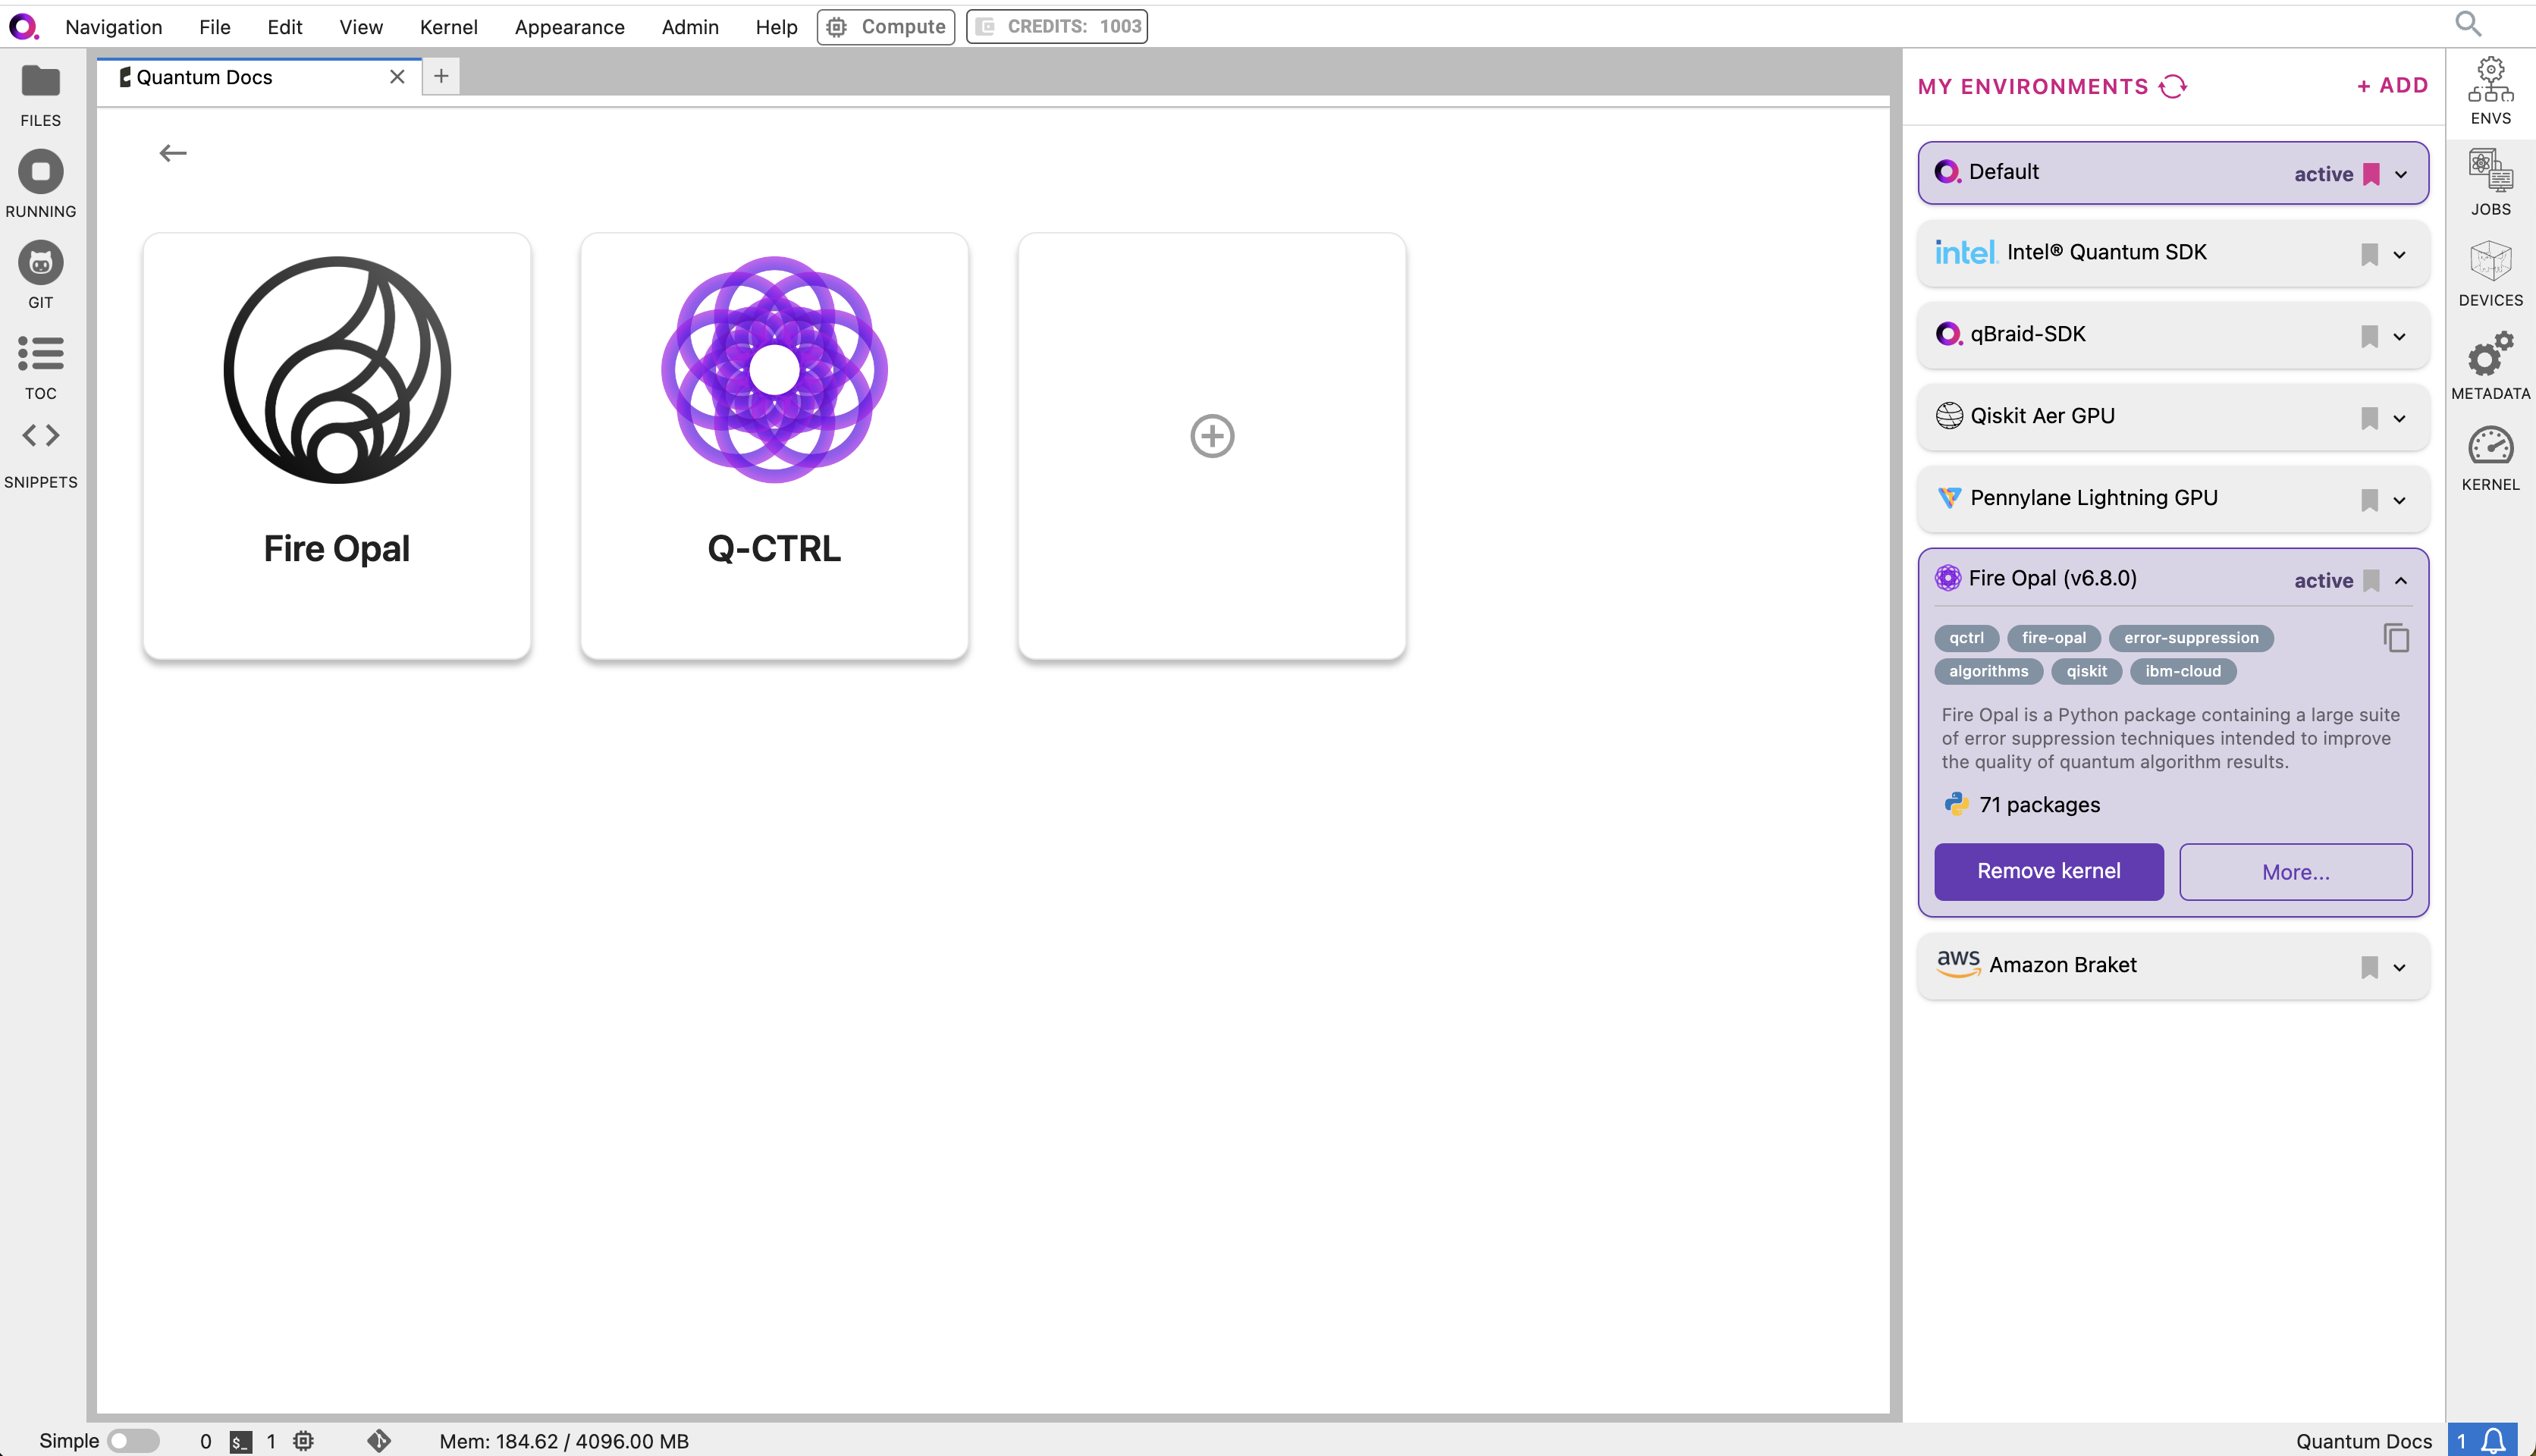 Navigation File Edit View Kernel Appearance Admin Help Compute CREDITS: 1003
FILES
RUNNING
GIT
TOC
SNIPPETS
Quantum Docs
Fire Opal
Q-CTRL
MY ENVIRONMENTS + ADD
Default active
intel. Intel® Quantum SDK
qBraid-SDK
Qiskit Aer GPU
Pennylane Lightning GPU
Fire Opal (v6.8.0) active
qctrl fire-opal error-suppression
algorithms qiskit ibm-cloud
Fire Opal is a Python package containing a large suite
of error suppression techniques intended to improve
the quality of quantum algorithm results.
71 packages
Remove kernel More...
aws Amazon Braket
ENVS
JOBS
DEVICES
METADATA
KERNEL
Simple 0 $_ 1 Mem: 184.62 / 4096.00 MB Quantum Docs 1